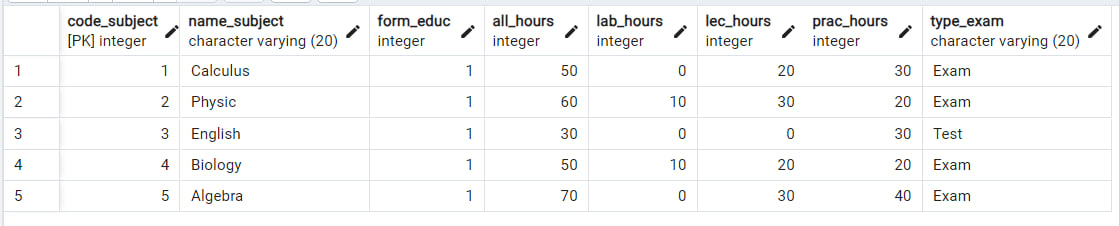 code_subject name_subject form_educ all_hours lab_hours lec_hours prac_hours type_exam
[PK] integer character varying (20) integer integer integer integer integer character varying (20)
1 1 Calculus 1 50 0 20 30 Exam
2 2 Physic 1 60 10 30 20 Exam
3 3 English 1 30 0 0 30 Test
4 4 Biology 1 50 10 20 20 Exam
5 5 Algebra 1 70 0 30 40 Exam